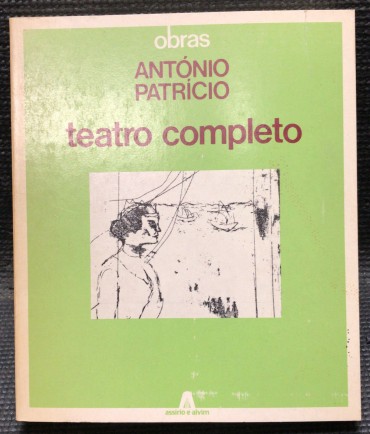 obras
ANTÓNIO
PATRÍCIO
teatro completo
assírio e alvim